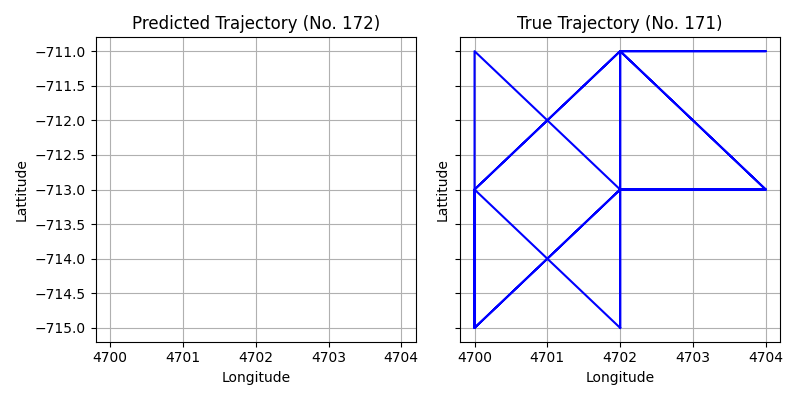 Predicted Trajectory (No. 172)
True Trajectory (No. 171)
Lattitude
−711.0
−711.5
−712.0
−712.5
−713.0
−713.5
−714.0
−714.5
−715.0
Lattitude
4700 4701 4702 4703 4704
4700 4701 4702 4703 4704
Longitude
Longitude